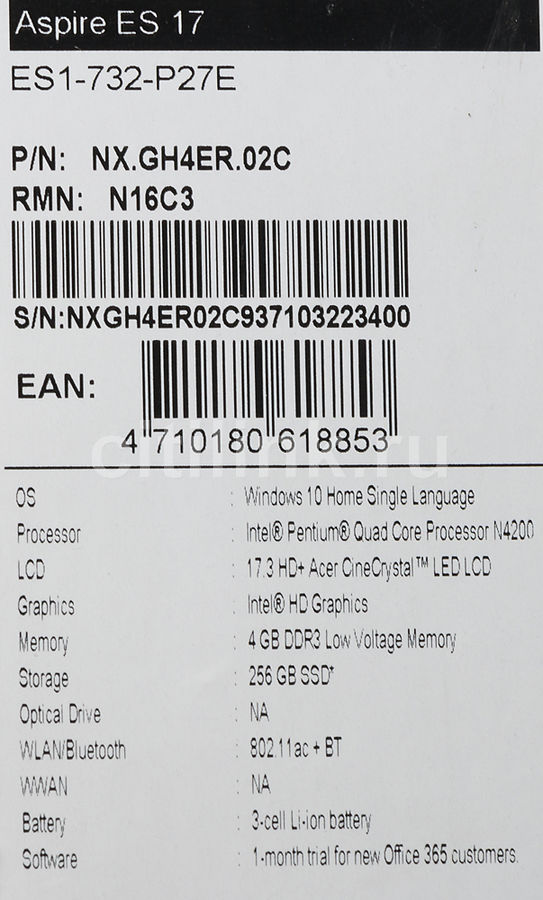 Aspire ES 17
ES1-732-P27E
P/N: NX.GH4ER.02C
RMN: N16C3
S/N:NXGH4ER02C937103223400
EAN:
4 710180 618853
citilink.ru
OS : Windows 10 Home Single Language
Processor : Intel® Pentium® Quad Core Processor N4200
LCD : 17.3 HD+ Acer CineCrystal™ LED LCD
Graphics : Intel® HD Graphics
Memory : 4 GB DDR3 Low Voltage Memory
Storage : 256 GB SSD*
Optical Drive : NA
WLAN/Bluetooth : 802.11ac + BT
WWAN : NA
Battery : 3-cell Li-ion battery
Software : 1-month trial for new Office 365 customers.